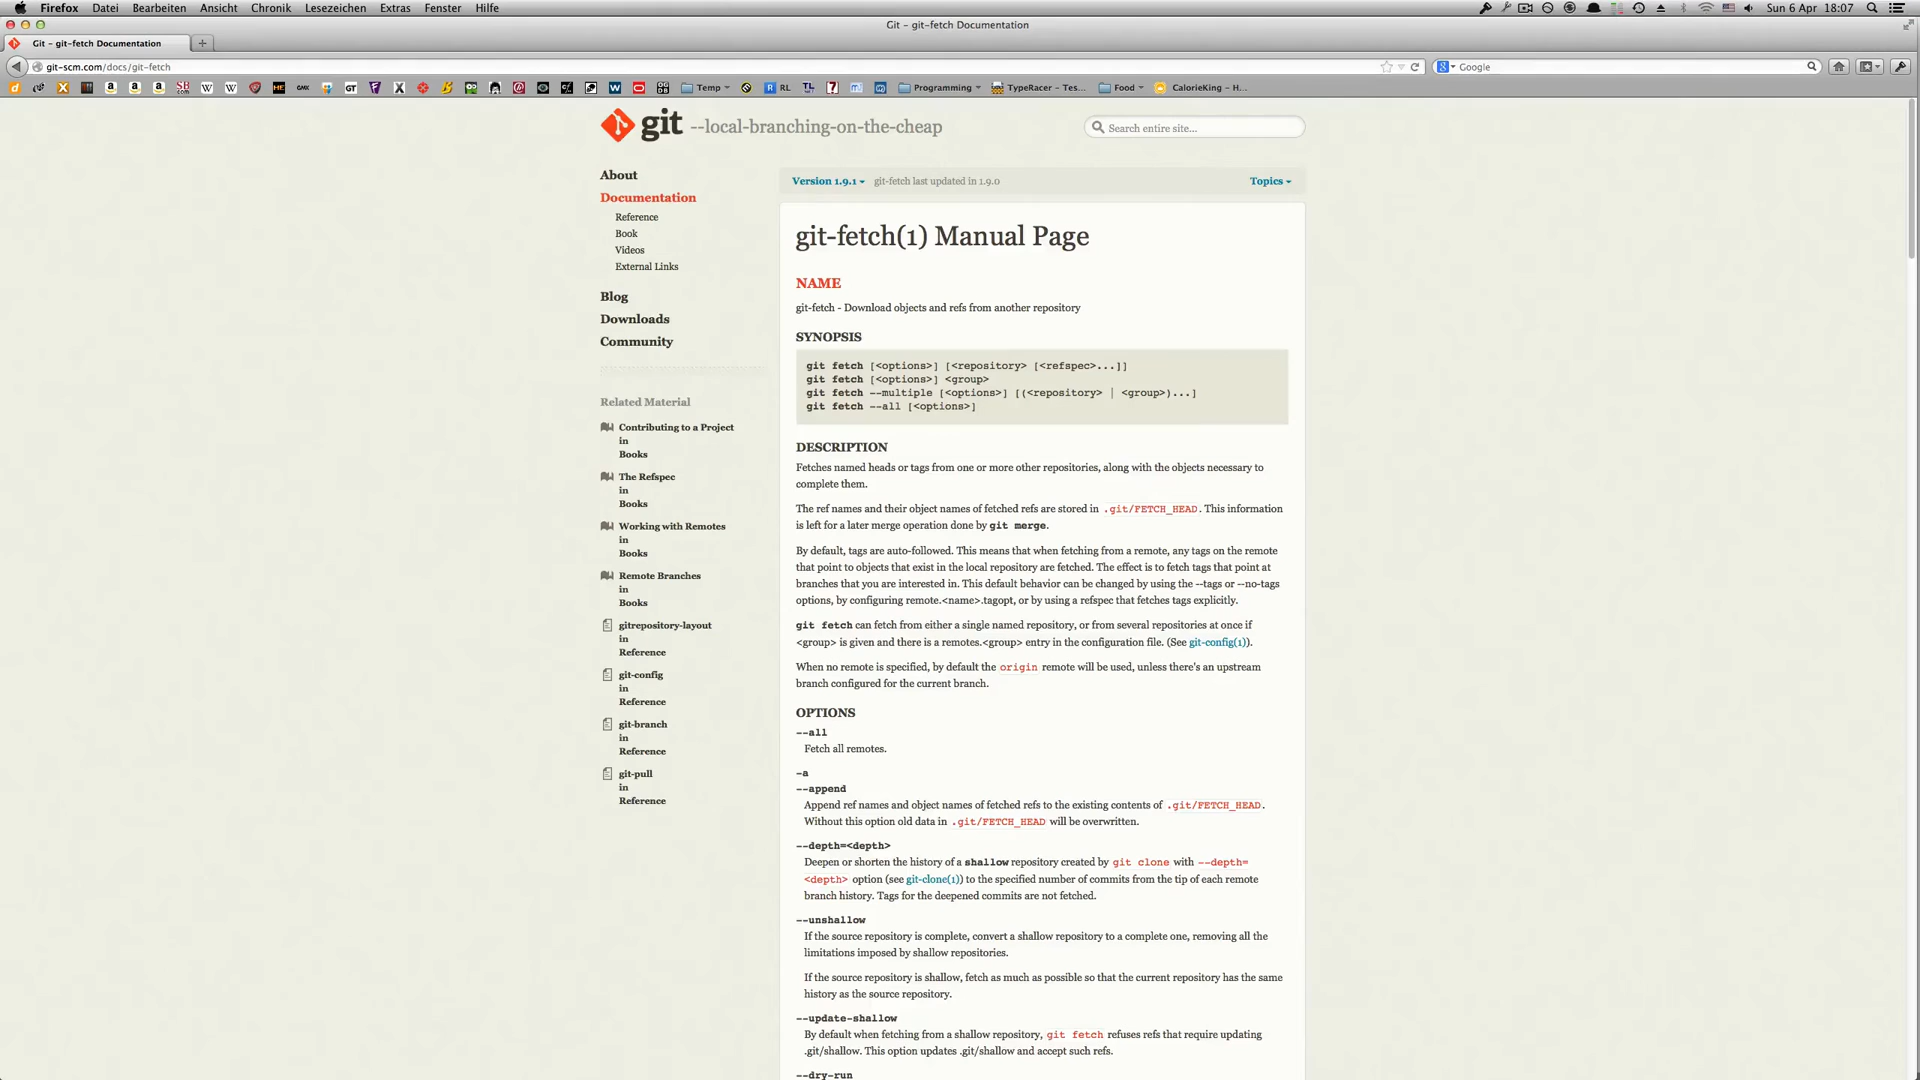 Firefox Datei Bearbeiten Ansicht Chronik Lesezeichen Extras Fenster Hilfe Sun 6 Apr 18:07
Git - git-fetch Documentation
Git - git-fetch Documentation
git-scm.com/docs/git-fetch
Google
Temp
RL
Programming
TypeRacer - Tes...
Food
CalorieKing - H...
git --local-branching-on-the-cheap
Search entire site...
About
Documentation
Reference
Book
Videos
External Links
Blog
Downloads
Community
Related Material
Contributing to a Project
in
Books
The Refspec
in
Books
Working with Remotes
in
Books
Remote Branches
in
Books
gitrepository-layout
in
Reference
git-config
in
Reference
git-branch
in
Reference
git-pull
in
Reference
Version 1.9.1 git-fetch last updated in 1.9.0 Topics
git-fetch(1) Manual Page
NAME
git-fetch - Download objects and refs from another repository
SYNOPSIS
git fetch [<options>] [<repository> [<refspec>...]]
git fetch [<options>] <group>
git fetch --multiple [<options>] [(<repository> | <group>)...]
git fetch --all [<options>]
DESCRIPTION
Fetches named heads or tags from one or more other repositories, along with the objects necessary to
complete them.
The ref names and their object names of fetched refs are stored in .git/FETCH_HEAD. This information
is left for a later merge operation done by git merge.
By default, tags are auto-followed. This means that when fetching from a remote, any tags on the remote
that point to objects that exist in the local repository are fetched. The effect is to fetch tags that point at
branches that you are interested in. This default behavior can be changed by using the --tags or --no-tags
options, by configuring remote.<name>.tagopt, or by using a refspec that fetches tags explicitly.
git fetch can fetch from either a single named repository, or from several repositories at once if
<group> is given and there is a remotes.<group> entry in the configuration file. (See git-config(1)).
When no remote is specified, by default the origin remote will be used, unless there's an upstream
branch configured for the current branch.
OPTIONS
--all
Fetch all remotes.
-a
--append
Append ref names and object names of fetched refs to the existing contents of .git/FETCH_HEAD.
Without this option old data in .git/FETCH_HEAD will be overwritten.
--depth=<depth>
Deepen or shorten the history of a shallow repository created by git clone with --depth=
<depth> option (see git-clone(1)) to the specified number of commits from the tip of each remote
branch history. Tags for the deepened commits are not fetched.
--unshallow
If the source repository is complete, convert a shallow repository to a complete one, removing all the
limitations imposed by shallow repositories.
If the source repository is shallow, fetch as much as possible so that the current repository has the same
history as the source repository.
--update-shallow
By default when fetching from a shallow repository, git fetch refuses refs that require updating
.git/shallow. This option updates .git/shallow and accept such refs.
--dry-run